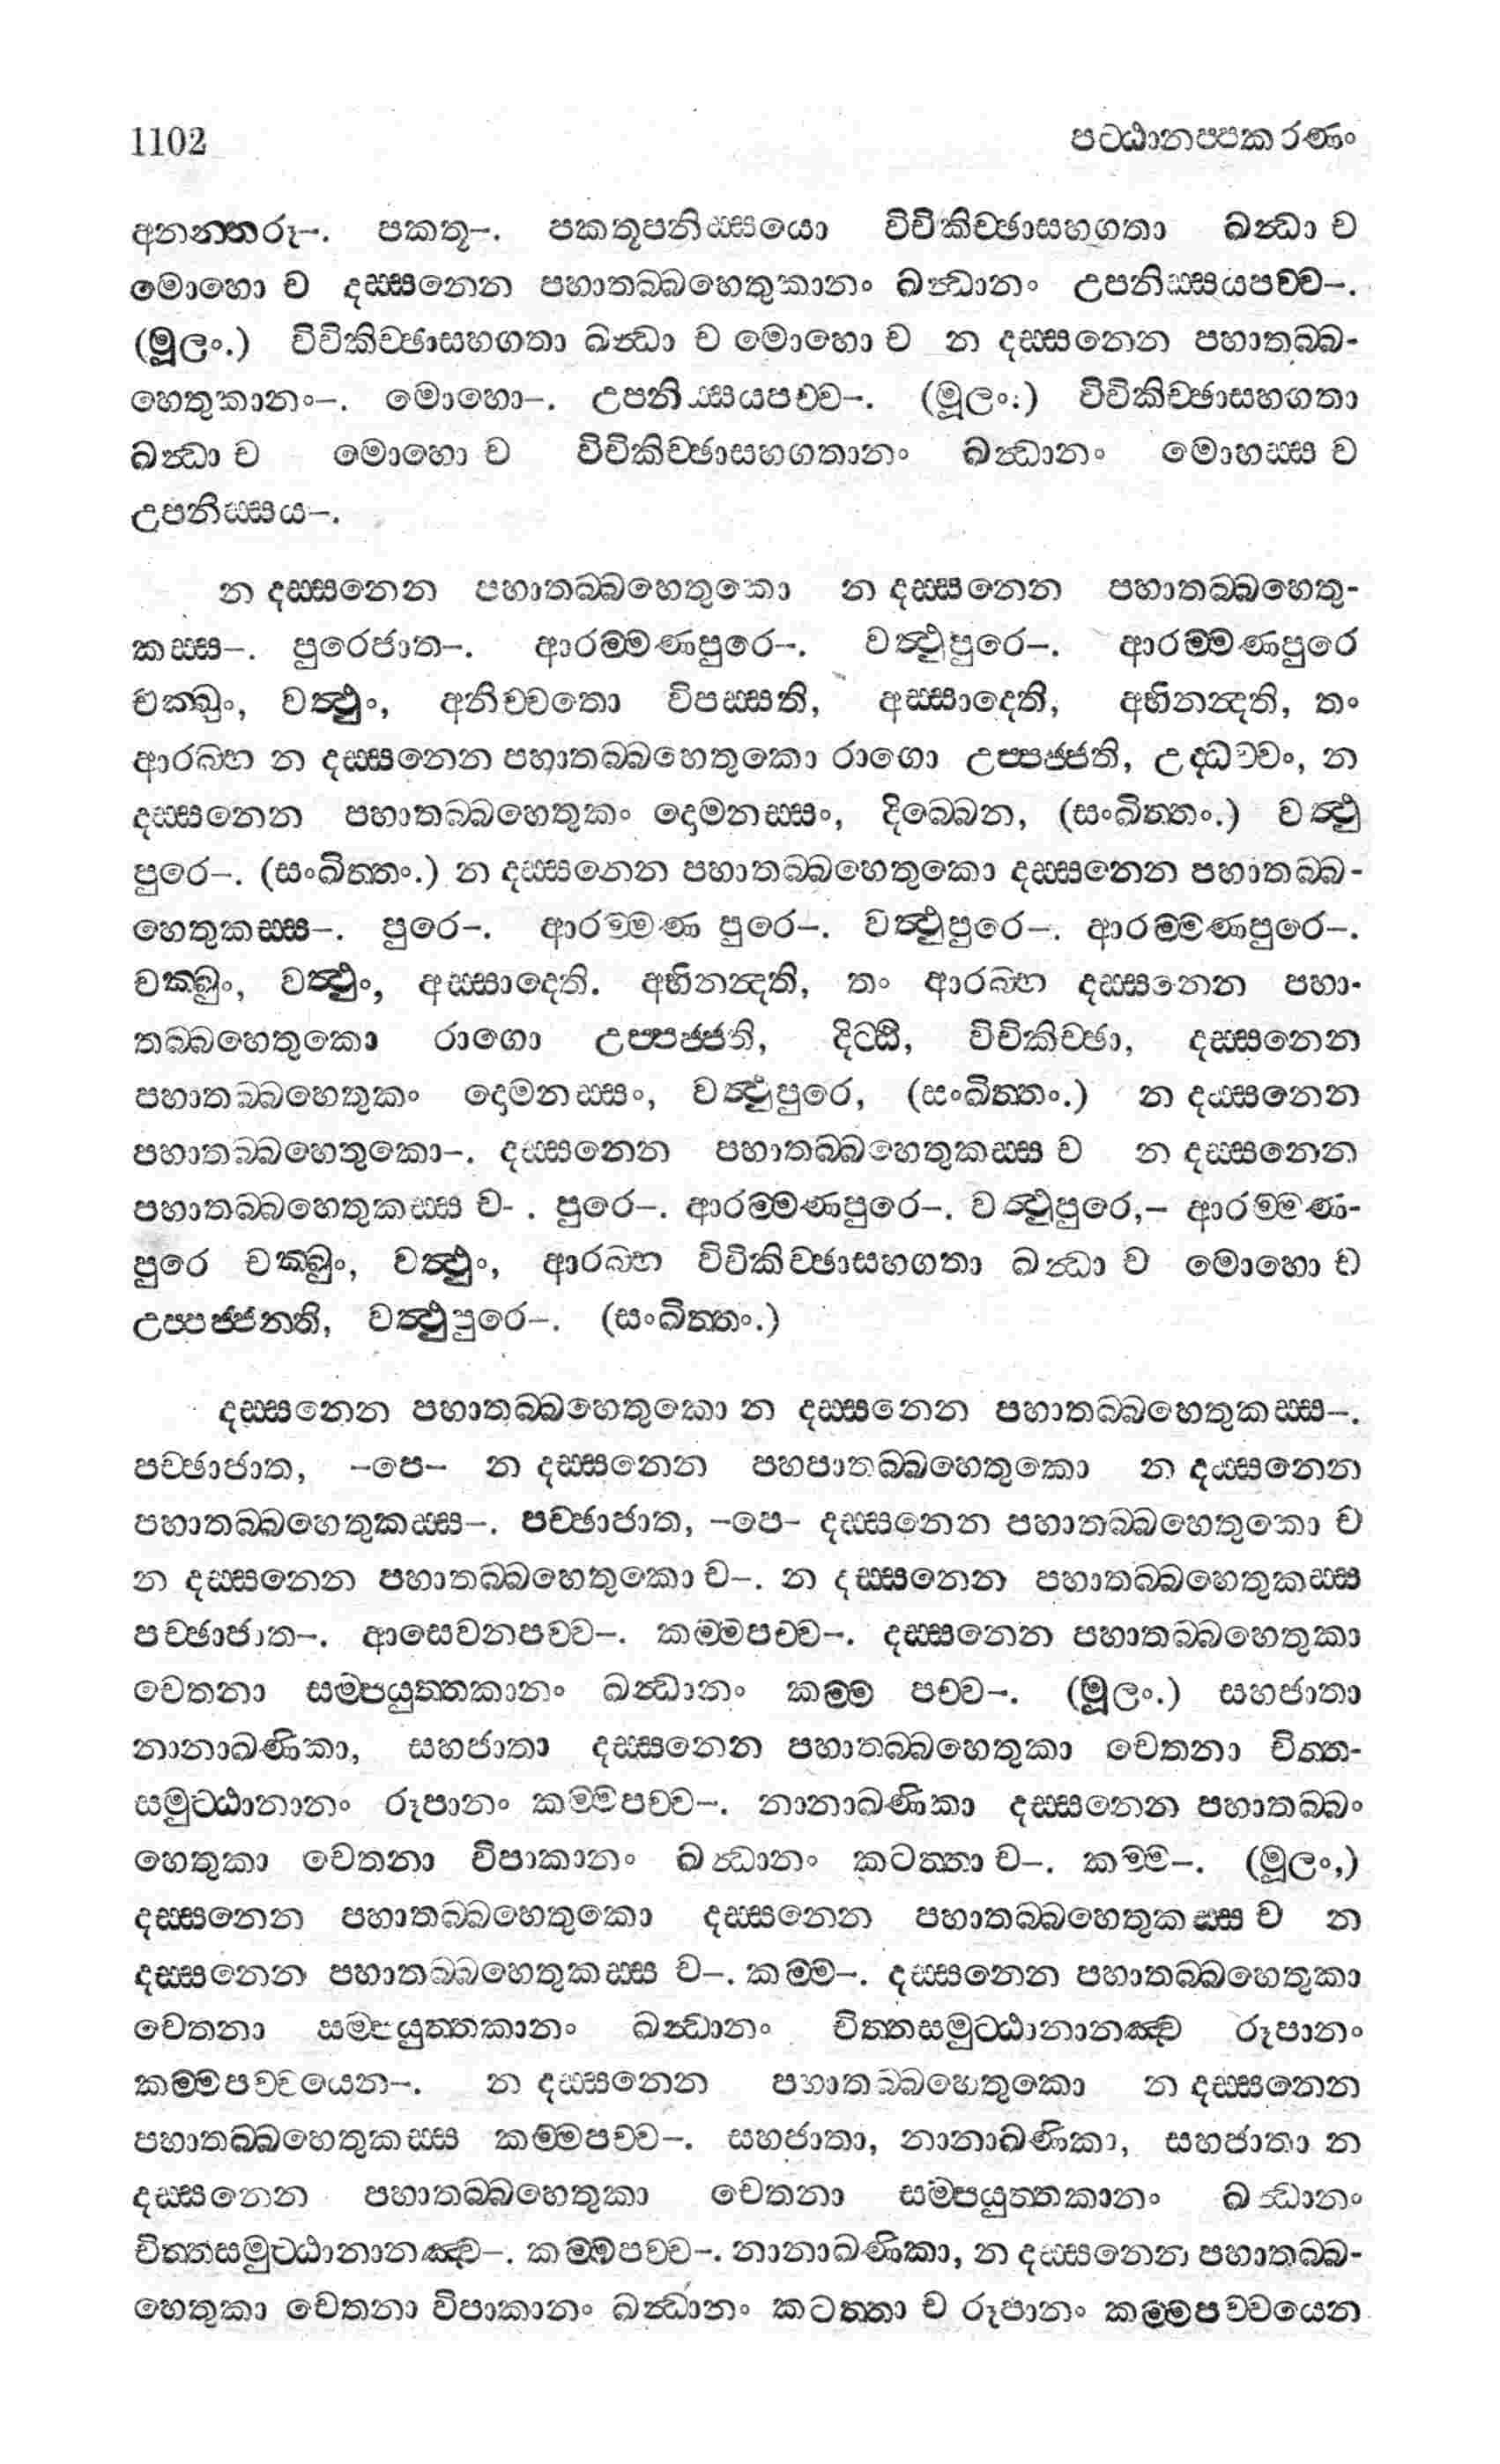 1102 පට්ඨානප්පකරණං
අනන්තරූ–. පකතූ–. පකතූපනිස්සයො විචිකිච්ඡාසහගතා ඛන්ධා ච
මොහො ච දස්සනෙන පහාතබ්බහෙතුකානං ඛන්ධානං උපනිස්සයපච්ච–.
(මූලං.) විචිකිච්ඡාසහගතා ඛන්ධා ච මොහො ච න දස්සනෙන පහාතබ්බ-
හෙතුකානං–. මොහො–. උපනිස්සයපච්ච–. (මූලං.) විචිකිච්ඡාසහගතා
ඛන්ධා ච මොහො ච විචිකිච්ඡාසහගතානං ඛන්ධානං මොහස්ස ච
උපනිස්සය–.
න දස්සනෙන පහාතබ්බහෙතුකො න දස්සනෙන පහාතබ්බහෙතු-
කස්ස–. පුරෙජාත–. ආරම්මණපුරෙ–. වත්ථුපුරෙ–. ආරම්මණපුරෙ
චක්ඛුං, වත්ථුං, අනිච්චතො විපස්සති, අස්සාදෙති, අභිනන්දති, තං
ආරබ්භ න දස්සනෙන පහාතබ්බහෙතුකො රාගො උප්පජ්ජති, උද්ධච්චං, න
දස්සනෙන පහාතබ්බහෙතුකං දොමනස්සං, දිබ්බෙන, (සංඛිත්තං.) වත්ථු
පුරෙ–. (සංඛිත්තං.) න දස්සනෙන පහාතබ්බහෙතුකො දස්සනෙන පහාතබ්බ-
හෙතුකස්ස–. පුරෙ–. ආරම්මණ පුරෙ–. වත්ථුපුරෙ–. ආරම්මණපුරෙ–.
චක්ඛුං, වත්ථුං, අස්සාදෙති. අභිනන්දති, තං ආරබ්භ දස්සනෙන පහා-
තබ්බහෙතුකො රාගො උප්පජ්ජති, දිට්ඨි, විචිකිච්ඡා, දස්සනෙන
පහාතබ්බහෙතුකං දොමනස්සං, වත්ථුපුරෙ, (සංඛිත්තං.) න දස්සනෙන
පහාතබ්බහෙතුකො–. දස්සනෙන පහාතබ්බහෙතුකස්ස ච න දස්සනෙන
පහාතබ්බහෙතුකස්ස ච- . පුරෙ–. ආරම්මණපුරෙ–. වත්ථුපුරෙ,– ආරම්මණ-
පුරෙ චක්ඛුං, වත්ථුං, ආරබ්භ විචිකිච්ඡාසහගතා ඛන්ධා ච මොහො ච
උප්පජ්ජන්ති, වත්ථුපුරෙ–. (සංඛිත්තං.)
දස්සනෙන පහාතබ්බහෙතුකො න දස්සනෙන පහාතබ්බහෙතුකස්ස–.
පච්ඡාජාත, –පෙ– න දස්සනෙන පහපාතබ්බහෙතුකො න දස්සනෙන
පහාතබ්බහෙතුකස්ස–. පච්ඡාජාත, –පෙ- දස්සනෙන පහාතබ්බහෙතුකො ච
න දස්සනෙන පහාතබ්බහෙතුකො ච–. න දස්සනෙන පහාතබ්බහෙතුකස්ස
පච්ඡාජාත–. ආසෙවනපච්ච–. කම්මපච්ච–. දස්සනෙන පහාතබ්බහෙතුකා
චෙතනා සම්පයුත්තකානං ඛන්ධානං කම්ම පච්ච–. (මූලං.) සහජාතා
නානාඛණිකා, සහජාතා දස්සනෙන පහාතබ්බහෙතුකා චෙතනා චිත්ත-
සමුට්ඨානානං රූපානං කම්මපච්ච–. නානාඛණිකා දස්සනෙන පහාතබ්බං
හෙතුකා චෙතනා විපාකානං ඛන්ධානං කටත්තා ච–. කම්ම–. (මූලං,)
දස්සනෙන පහාතබ්බහෙතුකො දස්සනෙන පහාතබ්බහෙතුකස්ස ච න
දස්සනෙන පහාතබ්බහෙතුකස්ස ච–. කම්ම–. දස්සනෙන පහාතබ්බහෙතුකා
චෙතනා සම්පයුත්තකානං ඛන්ධානං චිත්තසමුට්ඨානානඤ්ච රූපානං
කම්මපච්චයෙන–. න දස්සනෙන පහාතබ්බහෙතුකො න දස්සනෙන
පහාතබ්බහෙතුකස්ස කම්මපච්ච–. සහජාතා, නානාඛණිකා, සහජාතා න
දස්සනෙන පහාතබ්බහෙතුකා චෙතනා සම්පයුත්තකානං ඛන්ධානං
චිත්තසමුට්ඨානානඤ්ච–. කම්මපච්ච–. නානාඛණිකා, න දස්සනෙන පහාතබ්බ-
හෙතුකා චෙතනා විපාකානං ඛන්ධානං කටත්තා ච රූපානං කම්මපච්චයෙන